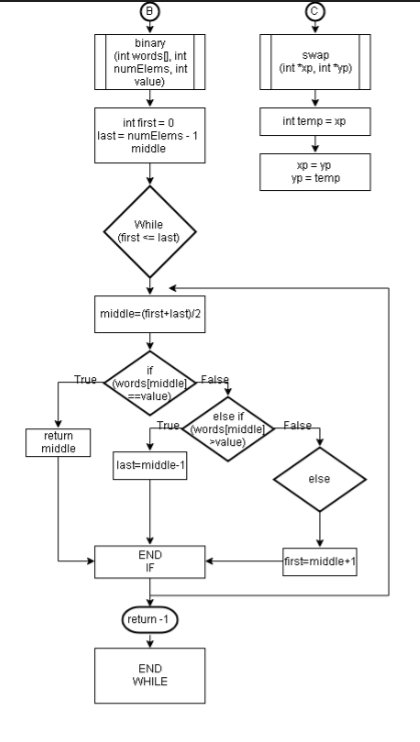 B
binary
(int words[], int
numElems, int
value)
int first = 0
last = numElems - 1
middle
While
(first <= last)
middle=(first+last)/2
if
(words[middle]
==value)
True
False
return
middle
else if
(words[middle]
>value)
True
False
last=middle-1
else
first=middle+1
END
IF
return -1
END
WHILE
C
swap
(int *xp, int *yp)
int temp = xp
xp = yp
yp = temp